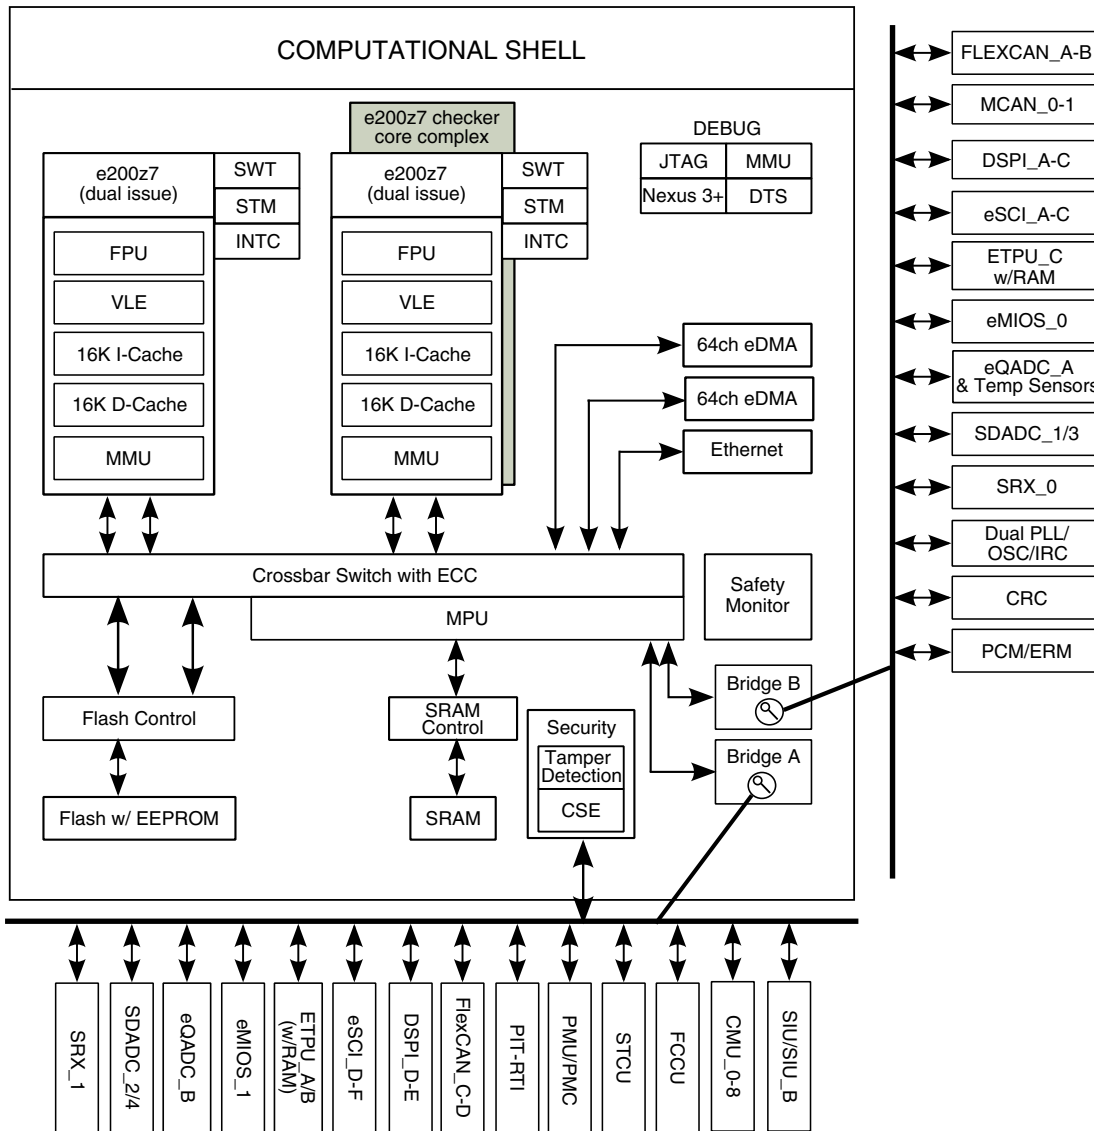 COMPUTATIONAL SHELL
e200z7 checker
core complex
e200z7
(dual issue)
SWT
STM
INTC
FPU
VLE
16K I-Cache
16K D-Cache
MMU
e200z7
(dual issue)
SWT
STM
INTC
FPU
VLE
16K I-Cache
16K D-Cache
MMU
DEBUG
JTAG
MMU
Nexus 3+
DTS
64ch eDMA
64ch eDMA
Ethernet
Crossbar Switch with ECC
MPU
Safety
Monitor
Flash Control
Flash w/ EEPROM
SRAM
Control
SRAM
Security
Tamper
Detection
CSE
Bridge B
Bridge A
FLEXCAN_A-B
MCAN_0-1
DSPI_A-C
eSCI_A-C
ETPU_C
w/RAM
eMIOS_0
eQADC_A
& Temp Sensors
SDADC_1/3
SRX_0
Dual PLL/
OSC/IRC
CRC
PCM/ERM
SRX_1
SDADC_2/4
eQADC_B
eMIOS_1
ETPU_A/B
(w/RAM)
eSCI_D-F
DSPI_D-E
FlexCAN_C-D
PIT-RTI
PMU/PMC
STCU
FCCU
CMU_0-8
SIU/SIU_B